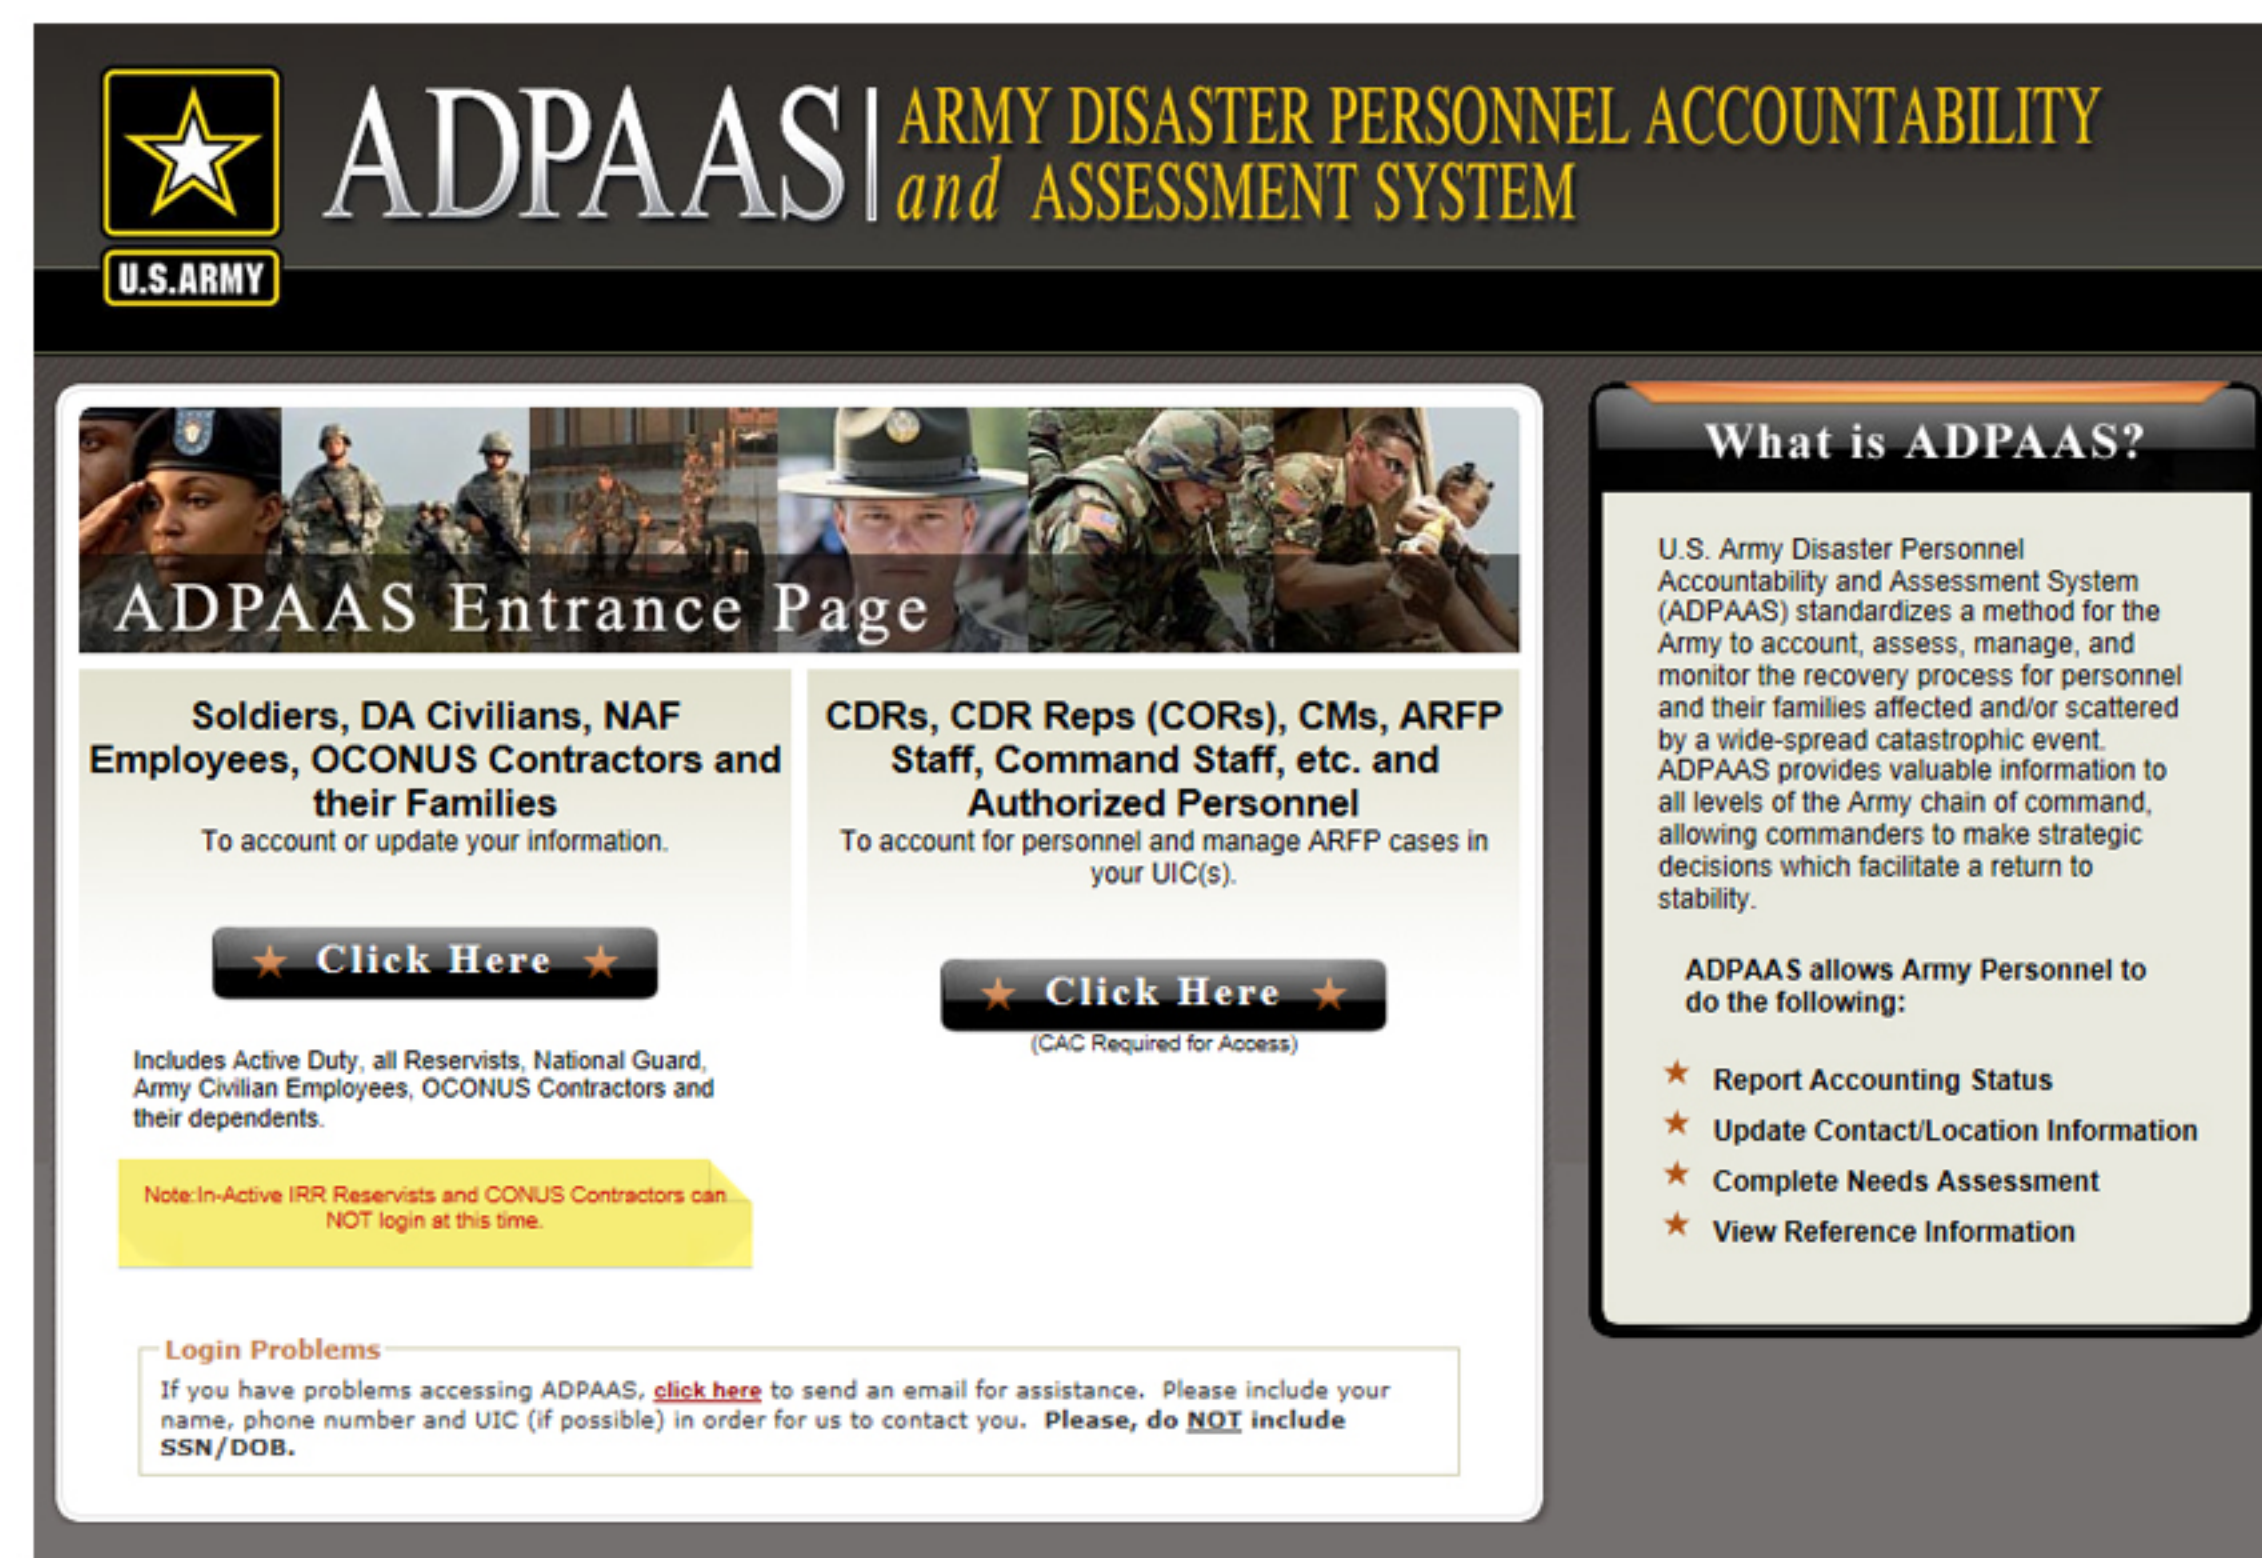 ADPAAS
ARMY DISASTER PERSONNEL ACCOUNTABILITY
and ASSESSMENT SYSTEM
U.S.ARMY
ADPAAS Entrance Page
Soldiers, DA Civilians, NAF
Employees, OCONUS Contractors and
their Families
To account or update your information.
Click Here
Includes Active Duty, all Reservists, National Guard,
Army Civilian Employees, OCONUS Contractors and
their dependents.
Note:In-Active IRR Reservists and CONUS Contractors can
NOT login at this time.
CDRs, CDR Reps (CORs), CMs, ARFP
Staff, Command Staff, etc. and
Authorized Personnel
To account for personnel and manage ARFP cases in
your UIC(s).
Click Here
(CAC Required for Access)
Login Problems
If you have problems accessing ADPAAS, click here to send an email for assistance. Please include your
name, phone number and UIC (if possible) in order for us to contact you. Please, do NOT include
SSN/DOB.
What is ADPAAS?
U.S. Army Disaster Personnel
Accountability and Assessment System
(ADPAAS) standardizes a method for the
Army to account, assess, manage, and
monitor the recovery process for personnel
and their families affected and/or scattered
by a wide-spread catastrophic event.
ADPAAS provides valuable information to
all levels of the Army chain of command,
allowing commanders to make strategic
decisions which facilitate a return to
stability.
ADPAAS allows Army Personnel to
do the following:
Report Accounting Status
Update Contact/Location Information
Complete Needs Assessment
View Reference Information